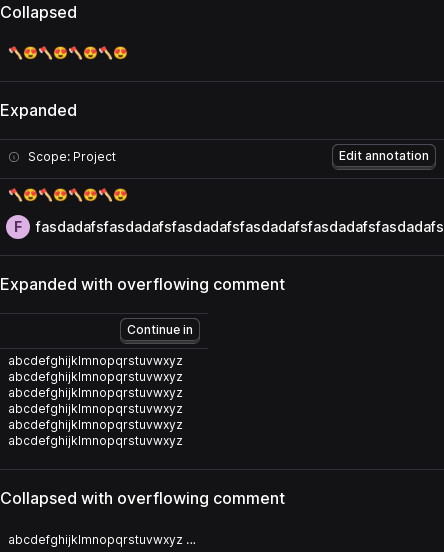 Collapsed
🪓😍🪓😍🪓😍🪓😍
Expanded
Scope: Project
Edit annotation
🪓😍🪓😍🪓😍🪓😍
F fasdadafsfasdadafsfasdadafsfasdadafsfasdadafsfasdadafs
Expanded with overflowing comment
Continue in
abcdefghijklmnopqrstuvwxyz
abcdefghijklmnopqrstuvwxyz
abcdefghijklmnopqrstuvwxyz
abcdefghijklmnopqrstuvwxyz
abcdefghijklmnopqrstuvwxyz
abcdefghijklmnopqrstuvwxyz
Collapsed with overflowing comment
abcdefghijklmnopqrstuvwxyz ...